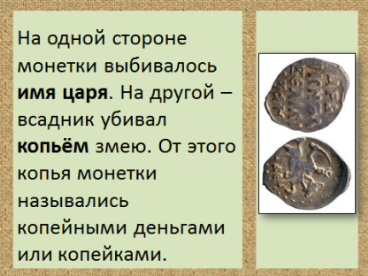 На одной стороне
монетки выбивалось
имя царя. На другой –
всадник убивал
копьём змею. От этого
копья монетки
назывались
копейными деньгами
или копейками.